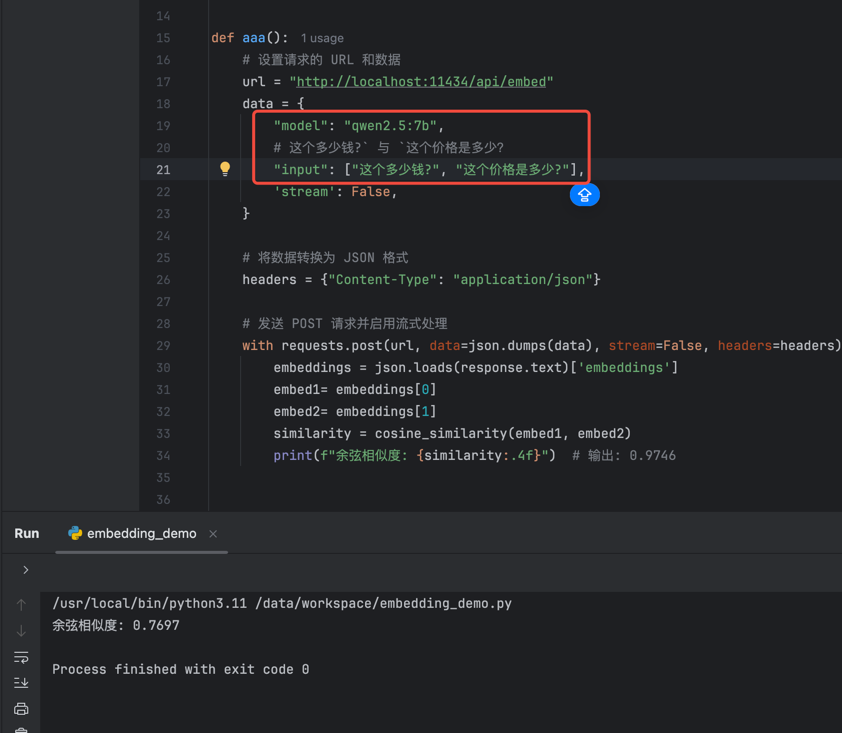 14
15 def aaa(): 1 usage
16 # 设置请求的 URL 和数据
17 url = "http://localhost:11434/api/embed"
18 data = {
19 "model": "qwen2.5:7b",
20 # 这个多少钱?` 与 `这个价格是多少?
21 "input": ["这个多少钱?", "这个价格是多少?"],
22 'stream': False,
23 }
24
25 # 将数据转换为 JSON 格式
26 headers = {"Content-Type": "application/json"}
27
28 # 发送 POST 请求并启用流式处理
29 with requests.post(url, data=json.dumps(data), stream=False, headers=headers)
30 embeddings = json.loads(response.text)['embeddings']
31 embed1= embeddings[0]
32 embed2= embeddings[1]
33 similarity = cosine_similarity(embed1, embed2)
34 print(f"余弦相似度: {similarity:.4f}") # 输出: 0.9746
35
36
Run embedding_demo
/usr/local/bin/python3.11 /data/workspace/embedding_demo.py
余弦相似度: 0.7697
Process finished with exit code 0